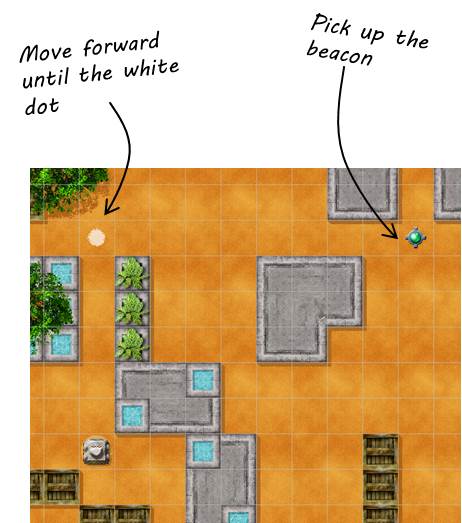 Move forward
until the white
dot
Pick up the
beacon